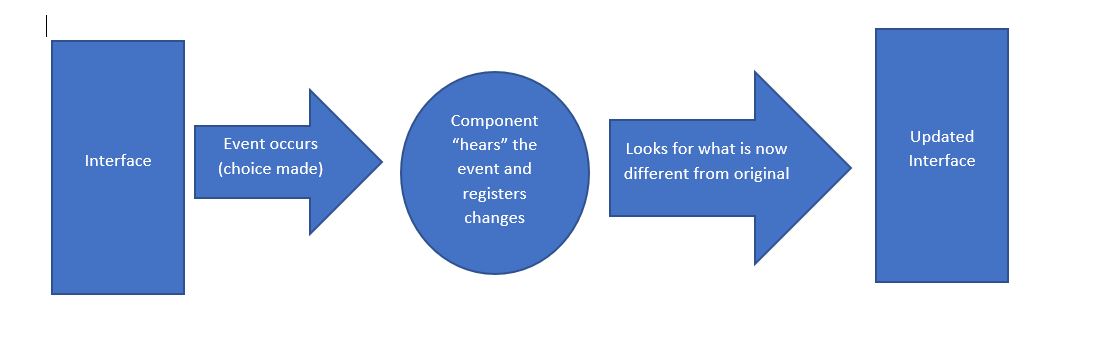 Interface
Event occurs
(choice made)
Component
“hears” the
event and
registers
changes
Looks for what is now
different from original
Updated
Interface